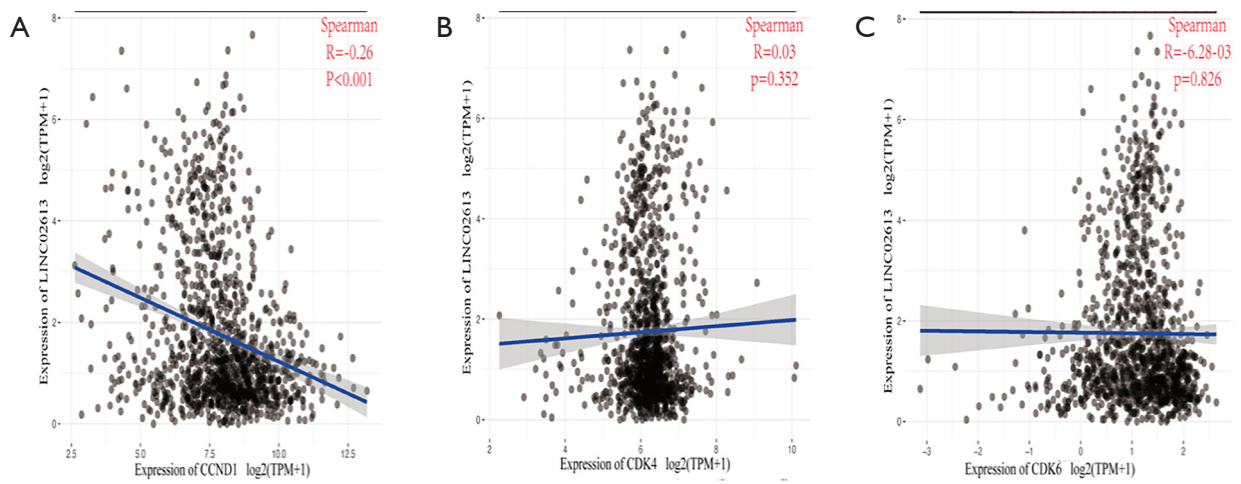 A
Spearman
R=-0.26
P<0.001
Expression of LINC02613 log2(TPM+1)
8
6
4
2
0
2.5 5.0 7.5 10.0 12.5
Expression of CCND1 log2(TPM+1)
B
Spearman
R=0.03
p=0.352
Expression of LINC02613 log2(TPM+1)
8
6
4
2
0
2 4 6 8 10
Expression of CDK4 log2(TPM+1)
C
Spearman
R=-6.28-03
p=0.826
Expression of LINC02613 log2(TPM+1)
8
6
4
2
0
-3 -2 -1 0 1 2
Expression of CDK6 log2(TPM+1)